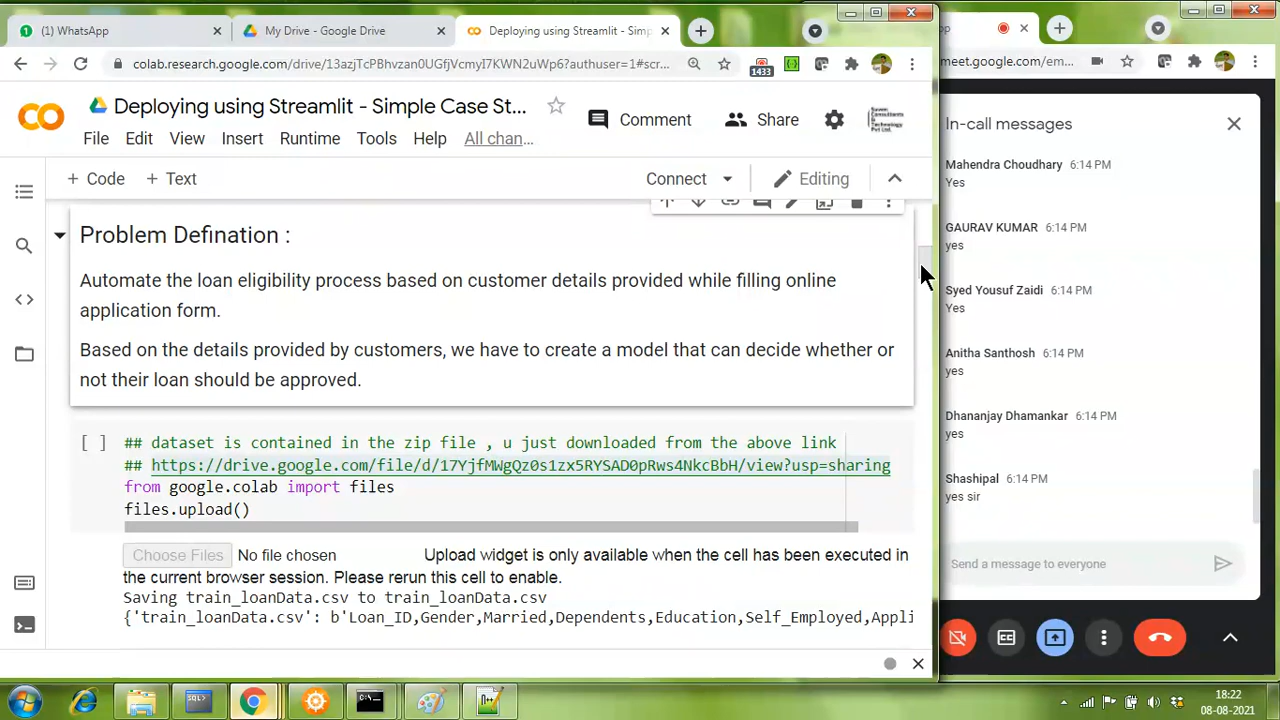 (1) WhatsApp
My Drive - Google Drive
Deploying using Streamlit - Simp
colab.research.google.com/drive/13azjTcPBhvzan0UGfjVcnyI7KWN2uWp6?authuser=1#scr...
1433
meet.google.com/em...
Deploying using Streamlit - Simple Case St...
Comment
Share
File Edit View Insert Runtime Tools Help All chan...
+ Code + Text
Connect
Editing
Problem Defination :
Automate the loan eligibility process based on customer details provided while filling online
application form.
Based on the details provided by customers, we have to create a model that can decide whether or
not their loan should be approved.
[ ] ## dataset is contained in the zip file , u just downloaded from the above link
## https://drive.google.com/file/d/17YjfMWgQz0s1zx5RYSAD0pRws4NkcBbH/view?usp=sharing
from google.colab import files
files.upload()
Choose Files No file chosen Upload widget is only available when the cell has been executed in
the current browser session. Please rerun this cell to enable.
Saving train_loanData.csv to train_loanData.csv
{'train_loanData.csv': b'Loan_ID,Gender,Married,Dependents,Education,Self_Employed,Appli
In-call messages
Mahendra Choudhary 6:14 PM
Yes
GAURAV KUMAR 6:14 PM
yes
Syed Yousuf Zaidi 6:14 PM
Yes
Anitha Santhosh 6:14 PM
yes
Dhananjay Dhamankar 6:14 PM
yes
Shashipal 6:14 PM
yes sir
Send a message to everyone
18:22
08-08-2021